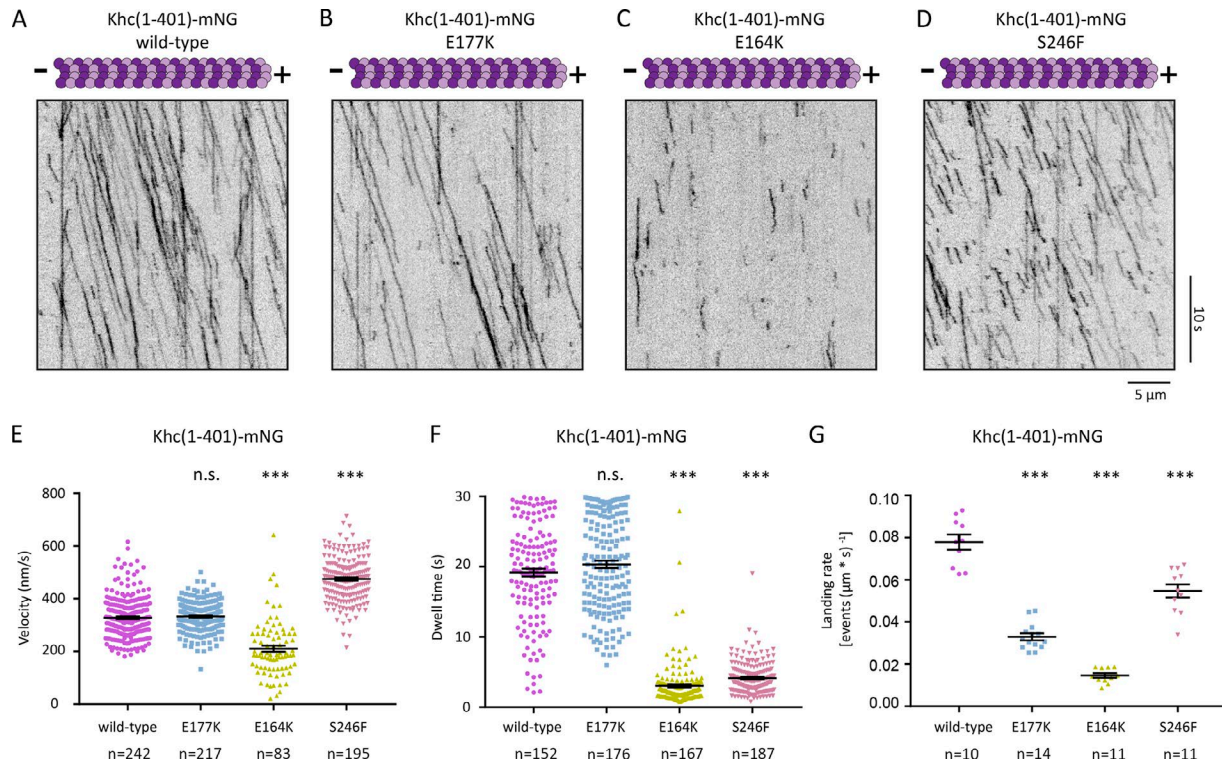 A
Khc(1-401)-mNG
wild-type
− +
B
Khc(1-401)-mNG
E177K
− +
C
Khc(1-401)-mNG
E164K
− +
D
Khc(1-401)-mNG
S246F
− +
10 s
5 µm
E
Khc(1-401)-mNG
n.s. *** ***
Velocity (nm/s)
800
600
400
200
0
wild-type E177K E164K S246F
n=242 n=217 n=83 n=195
F
Khc(1-401)-mNG
n.s. *** ***
Dwell time (s)
30
20
10
0
wild-type E177K E164K S246F
n=152 n=176 n=167 n=187
G
Khc(1-401)-mNG
*** *** ***
Landing rate
[events (µm * s) ⁻¹]
0.10
0.08
0.06
0.04
0.02
0.00
wild-type E177K E164K S246F
n=10 n=14 n=11 n=11